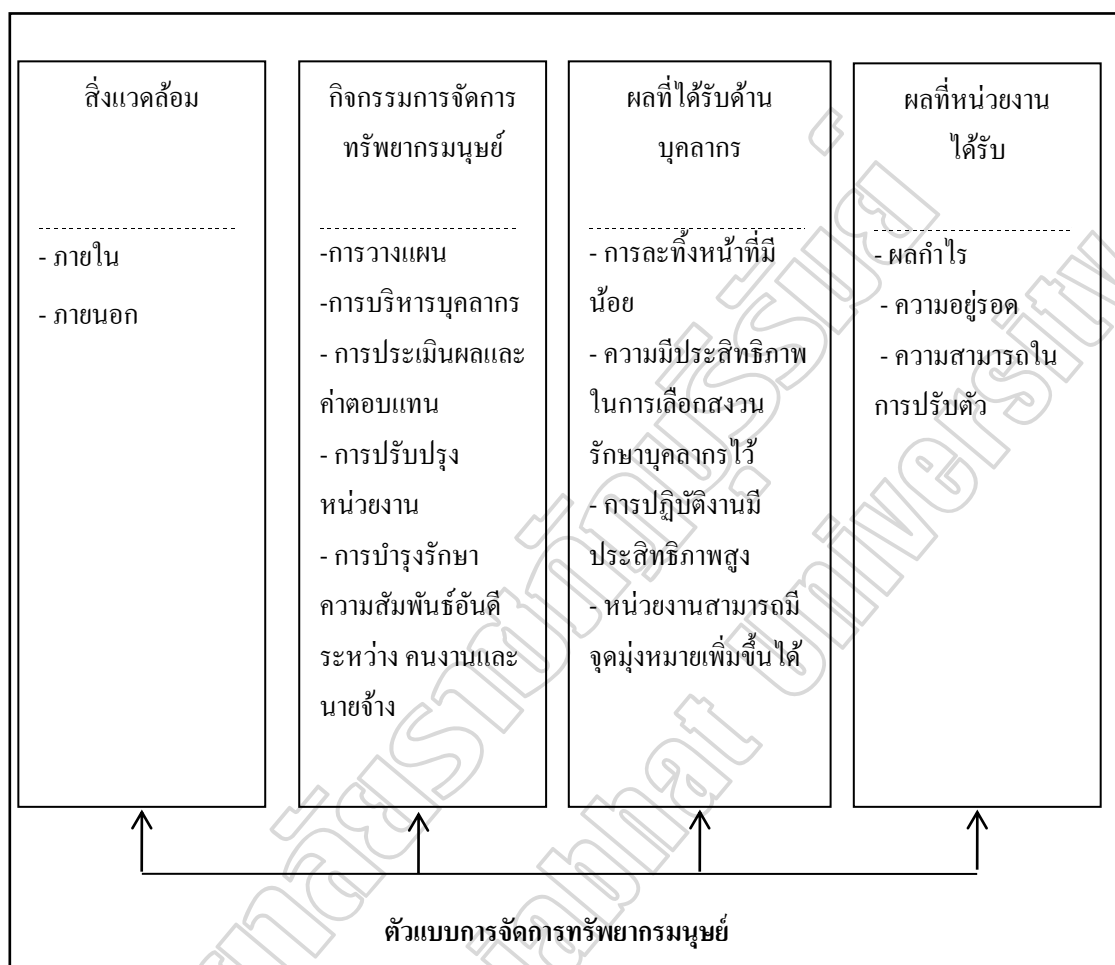 สิ่งแวดล้อม
- ภายใน
- ภายนอก
กิจกรรมการจัดการ
ทรัพยากรมนุษย์
-การวางแผน
-การบริหารบุคลากร
- การประเมินผลและ
ค่าตอบแทน
- การปรับปรุง
หน่วยงาน
- การบำรุงรักษา
ความสัมพันธ์อันดี
ระหว่าง คนงานและ
นายจ้าง
ผลที่ได้รับด้าน
บุคลากร
- การละทิ้งหน้าที่มี
น้อย
- ความมีประสิทธิภาพ
ในการเลือกสงวน
รักษาบุคลากรไว้
- การปฏิบัติงานมี
ประสิทธิภาพสูง
- หน่วยงานสามารถมี
จุดมุ่งหมายเพิ่มขึ้นได้
ผลที่หน่วยงาน
ได้รับ
- ผลกำไร
- ความอยู่รอด
- ความสามารถใน
การปรับตัว
ตัวแบบการจัดการทรัพยากรมนุษย์